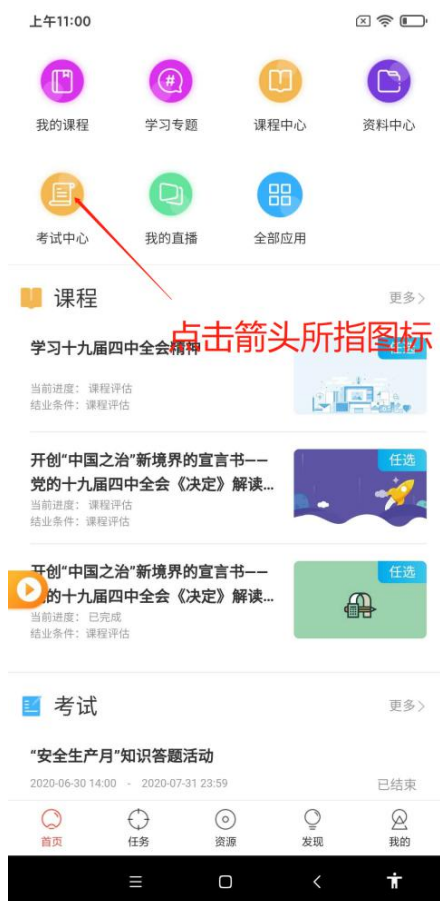 上午11:00
我的课程 学习专题 课程中心 资料中心
考试中心 我的直播 全部应用
课程 更多>
点击箭头所指图标
学习十九届四中全会精神 任选
当前进度： 课程评估
结业条件：课程评估
开创“中国之治”新境界的宣言书—— 任选
党的十九届四中全会《决定》解读...
当前进度： 课程评估
结业条件：课程评估
开创“中国之治”新境界的宣言书—— 任选
的十九届四中全会《决定》解读...
当前进度： 已完成
结业条件：课程评估
考试 更多>
“安全生产月”知识答题活动
2020-06-30 14:00 - 2020-07-31 23:59 已结束
首页 任务 资源 发现 我的